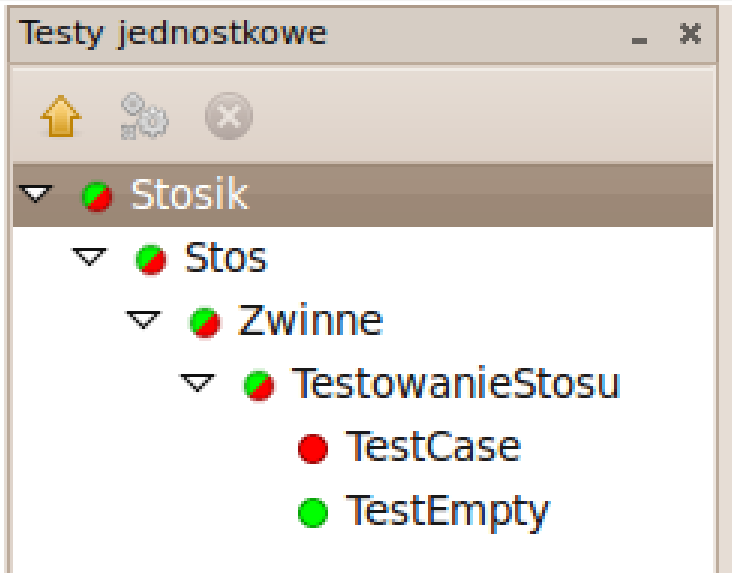 Testy jednostkowe
Stosik
Stos
Zwinne
TestowanieStosu
TestCase
TestEmpty